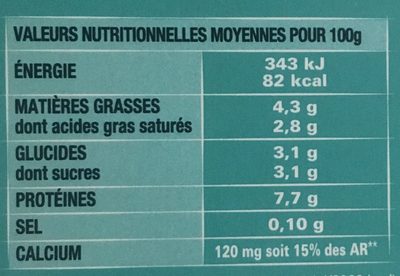 VALEURS NUTRITIONNELLES MOYENNES POUR 100g
ÉNERGIE 343 kJ
82 kcal
MATIÈRES GRASSES 4,3 g
dont acides gras saturés 2,8 g
GLUCIDES 3,1 g
dont sucres 3,1 g
PROTÉINES 7,7 g
SEL 0,10 g
CALCIUM 120 mg soit 15% des AR**